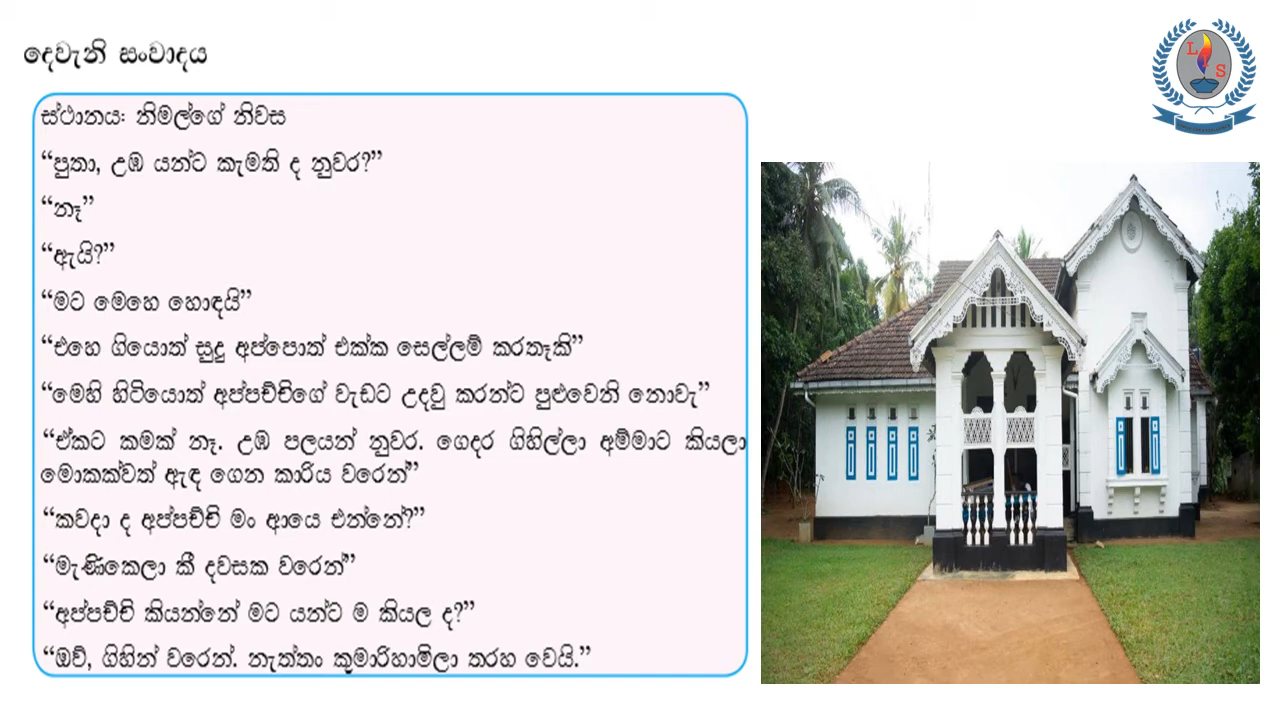 දෙවැනි සංවාදය
ස්ථානය: නිමල්ගේ නිවස
“පුතා, උඹ යන්ට කැමති ද නුවර?”
“නෑ”
“ඇයි?”
“මට මෙහෙ හොඳයි”
“එහෙ ගියොත් සුදු අප්පොත් එක්ක සෙල්ලම් කරතෑකි”
“මෙහි හිටියොත් අප්පච්චිගේ වැඩට උදවු කරන්ට පුළුවෙනි නොවැ”
“ඒකට කමක් නෑ. උඹ පලයන් නුවර. ගෙදර ගිහිල්ලා අම්මාට කියලා
මොකක්වත් ඇඳ ගෙන කාරිය වරෙන්”
“කවදා ද අප්පච්චි මං ආයෙ එන්නේ?”
“මැණිකෙලා කී දවසක වරෙන්”
“අප්පච්චි කියන්නේ මට යන්ට ම කියල ද?”
“ඔව්, ගිහින් වරෙන්. නැත්තං කුමාරිහාමිලා තරහ වෙයි.”
L
I
S